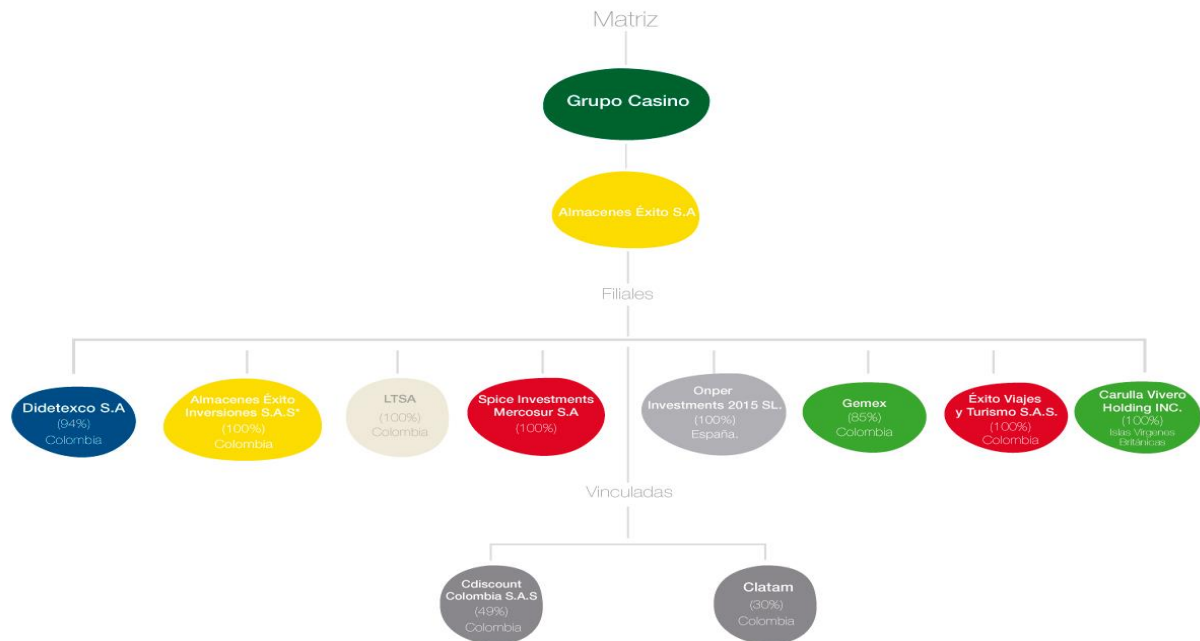 Matriz
Grupo Casino
Almacenes Éxito S.A
Filiales
Didetexco S.A
(94%)
Colombia
Almacenes Éxito
Inversiones S.A.S*
(100%)
Colombia
LTSA
(100%)
Colombia
Spice Investments
Mercosur S.A
(100%)
Onper
Investments 2015 SL.
(100%)
España.
Gemex
(85%)
Colombia
Éxito Viajes
y Turismo S.A.S.
(100%)
Colombia
Carulla Vivero
Holding INC.
(100%)
Islas Vírgenes
Británicas
Vinculadas
Cdiscount
Colombia S.A.S
(49%)
Colombia
Clatam
(30%)
Colombia